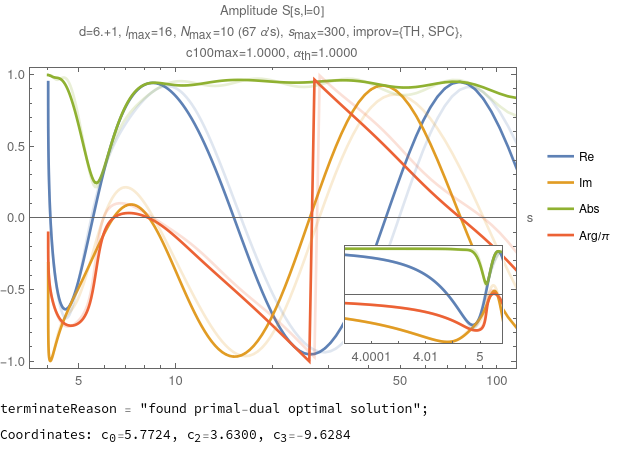 Amplitude S[s,l=0]
d=6.+1, lmax=16, Nmax=10 (67 α's), smax=300, improv={TH, SPC},
c100max=1.0000, αth=1.0000
1.0
0.5
0.0
−0.5
−1.0
5
10
50
100
s
4.0001
4.01
5
Re
Im
Abs
Arg/π
terminateReason = "found primal-dual optimal solution";
Coordinates: c0=5.7724, c2=3.6300, c3=-9.6284